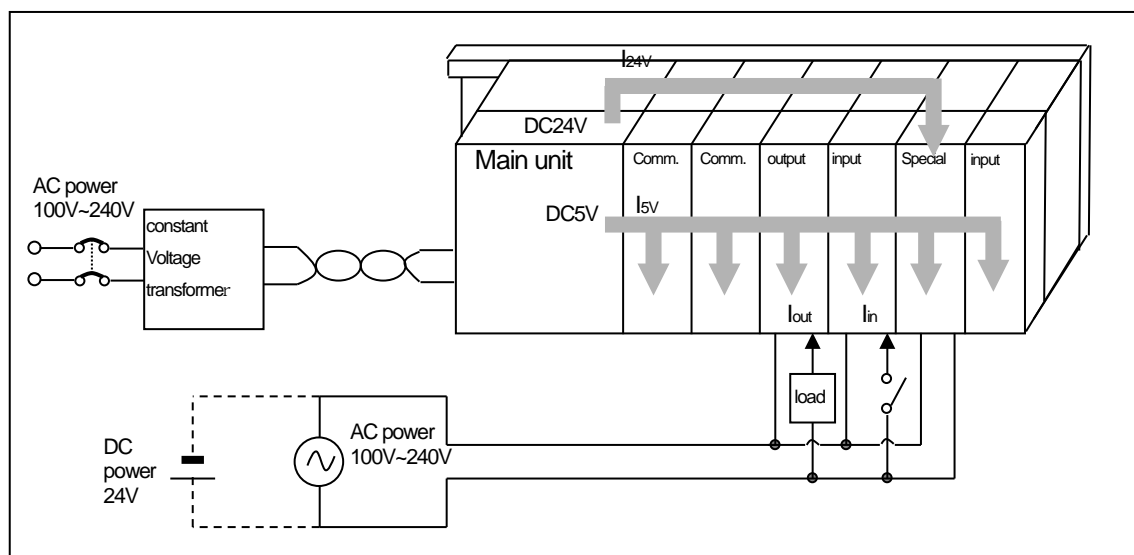 I24V
DC24V
Main unit
Comm.
Comm.
output
input
Special
input
AC power
100V~240V
constant
Voltage
transformer
DC5V
I5V
Iout
Iin
load
DC
power
24V
AC power
100V~240V